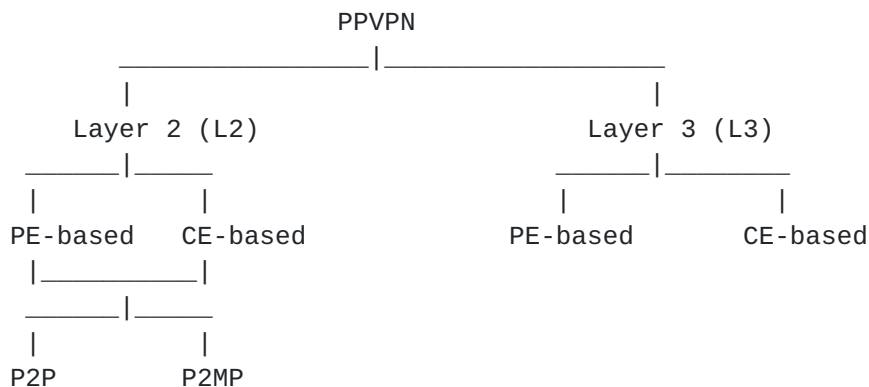 PPVPN
Layer 2 (L2) Layer 3 (L3)
PE-based CE-based PE-based CE-based
P2P P2MP